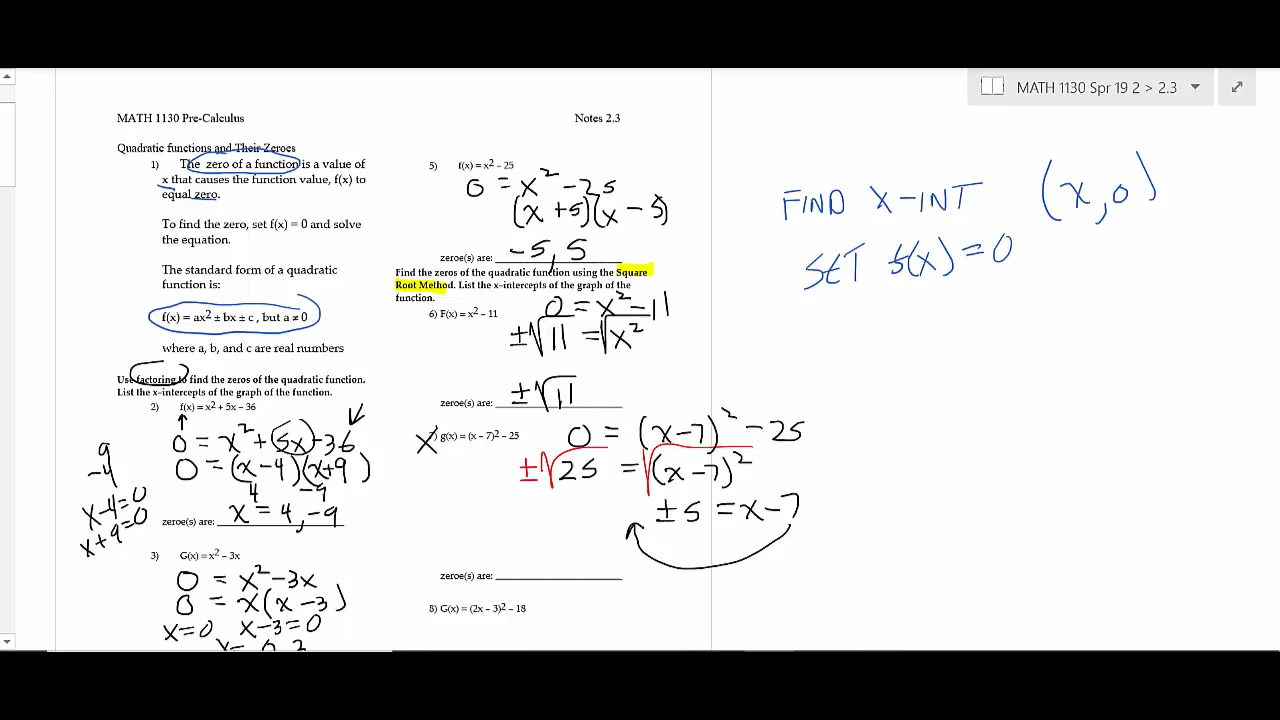 MATH 1130 Spr 19 2 > 2.3
MATH 1130 Pre-Calculus
Notes 2.3
Quadratic functions and Their Zeroes
1) The zero of a function is a value of
x that causes the function value, f(x) to
equal zero.
To find the zero, set f(x) = 0 and solve
the equation.
The standard form of a quadratic
function is:
f(x) = ax² ± bx ± c , but a ≠ 0
where a, b, and c are real numbers
Use factoring to find the zeros of the quadratic function.
List the x-intercepts of the graph of the function.
2) f(x) = x² + 5x – 36
0 = x² + 5x - 36
9
-4
0 = (x-4)(x+9)
4 -9
x-4=0
x+9=0
x = 4, -9
zeroe(s) are:
3) G(x) = x² – 3x
0 = x² - 3x
0 = x(x-3)
x=0 x-3=0
5) f(x) = x² – 25
0 = x² - 25
(x+5)(x-5)
-5, 5
zeroe(s) are:
Find the zeros of the quadratic function using the Square
Root Method. List the x-intercepts of the graph of the
function.
6) F(x) = x² – 11
0 = x² - 11
±√11 = √x²
±√11
zeroe(s) are:
g(x) = (x – 7)² – 25
0 = (x-7)² - 25
±√25 = √(x-7)²
±5 = x-7
zeroe(s) are:
8) G(x) = (2x – 3)² – 18
FIND X-INT (x,0)
SET f(x)=0